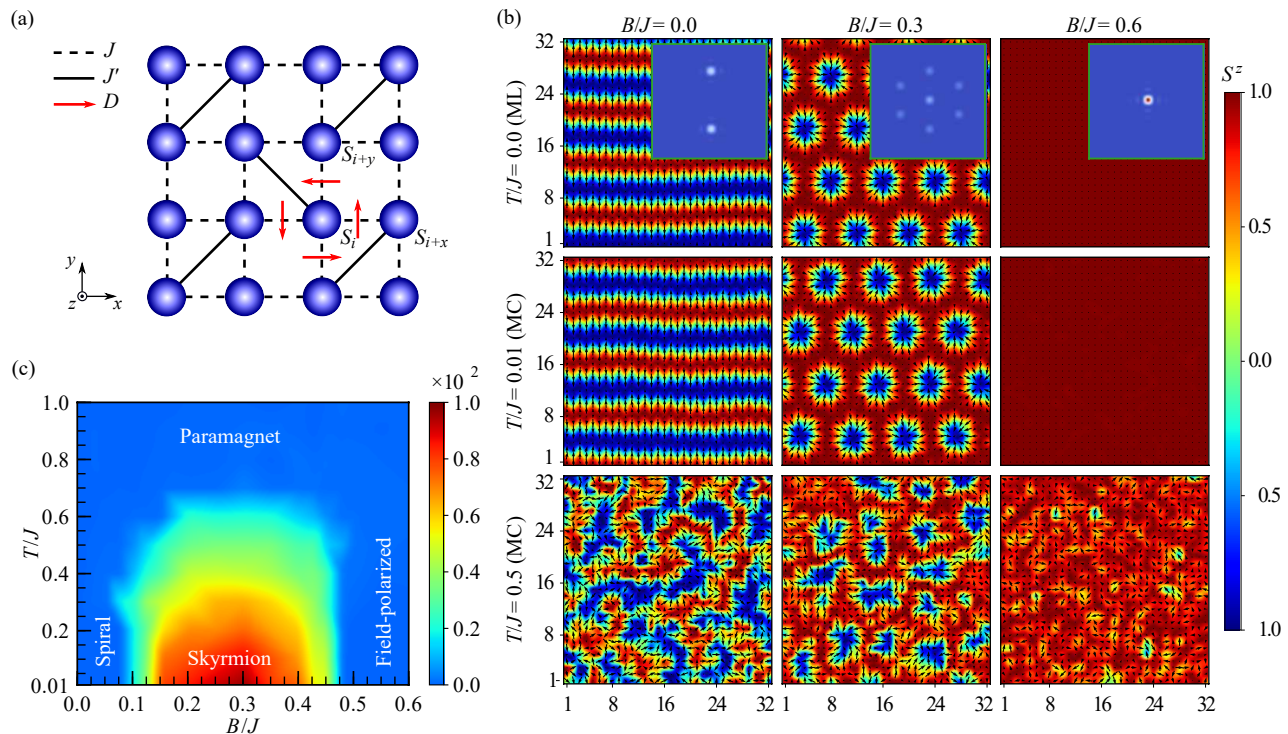 (a)
J
J'
D
S_{i+y}
S_i
S_{i+x}
y
z
x
(b)
B/J = 0.0
B/J = 0.3
B/J = 0.6
T/J = 0.0 (ML)
32
24
16
8
1
T/J = 0.01 (MC)
32
24
16
8
1
T/J = 0.5 (MC)
32
24
16
8
1
1 8 16 24 32
1 8 16 24 32
1 8 16 24 32
S^z
1.0
0.5
0.0
0.5
1.0
(c)
×10^2
T/J
1.0
0.8
0.6
0.4
0.2
0.01
Paramagnet
Spiral
Skyrmion
Field-polarized
0.0 0.1 0.2 0.3 0.4 0.5 0.6
B/J
1.0
0.8
0.6
0.4
0.2
0.0